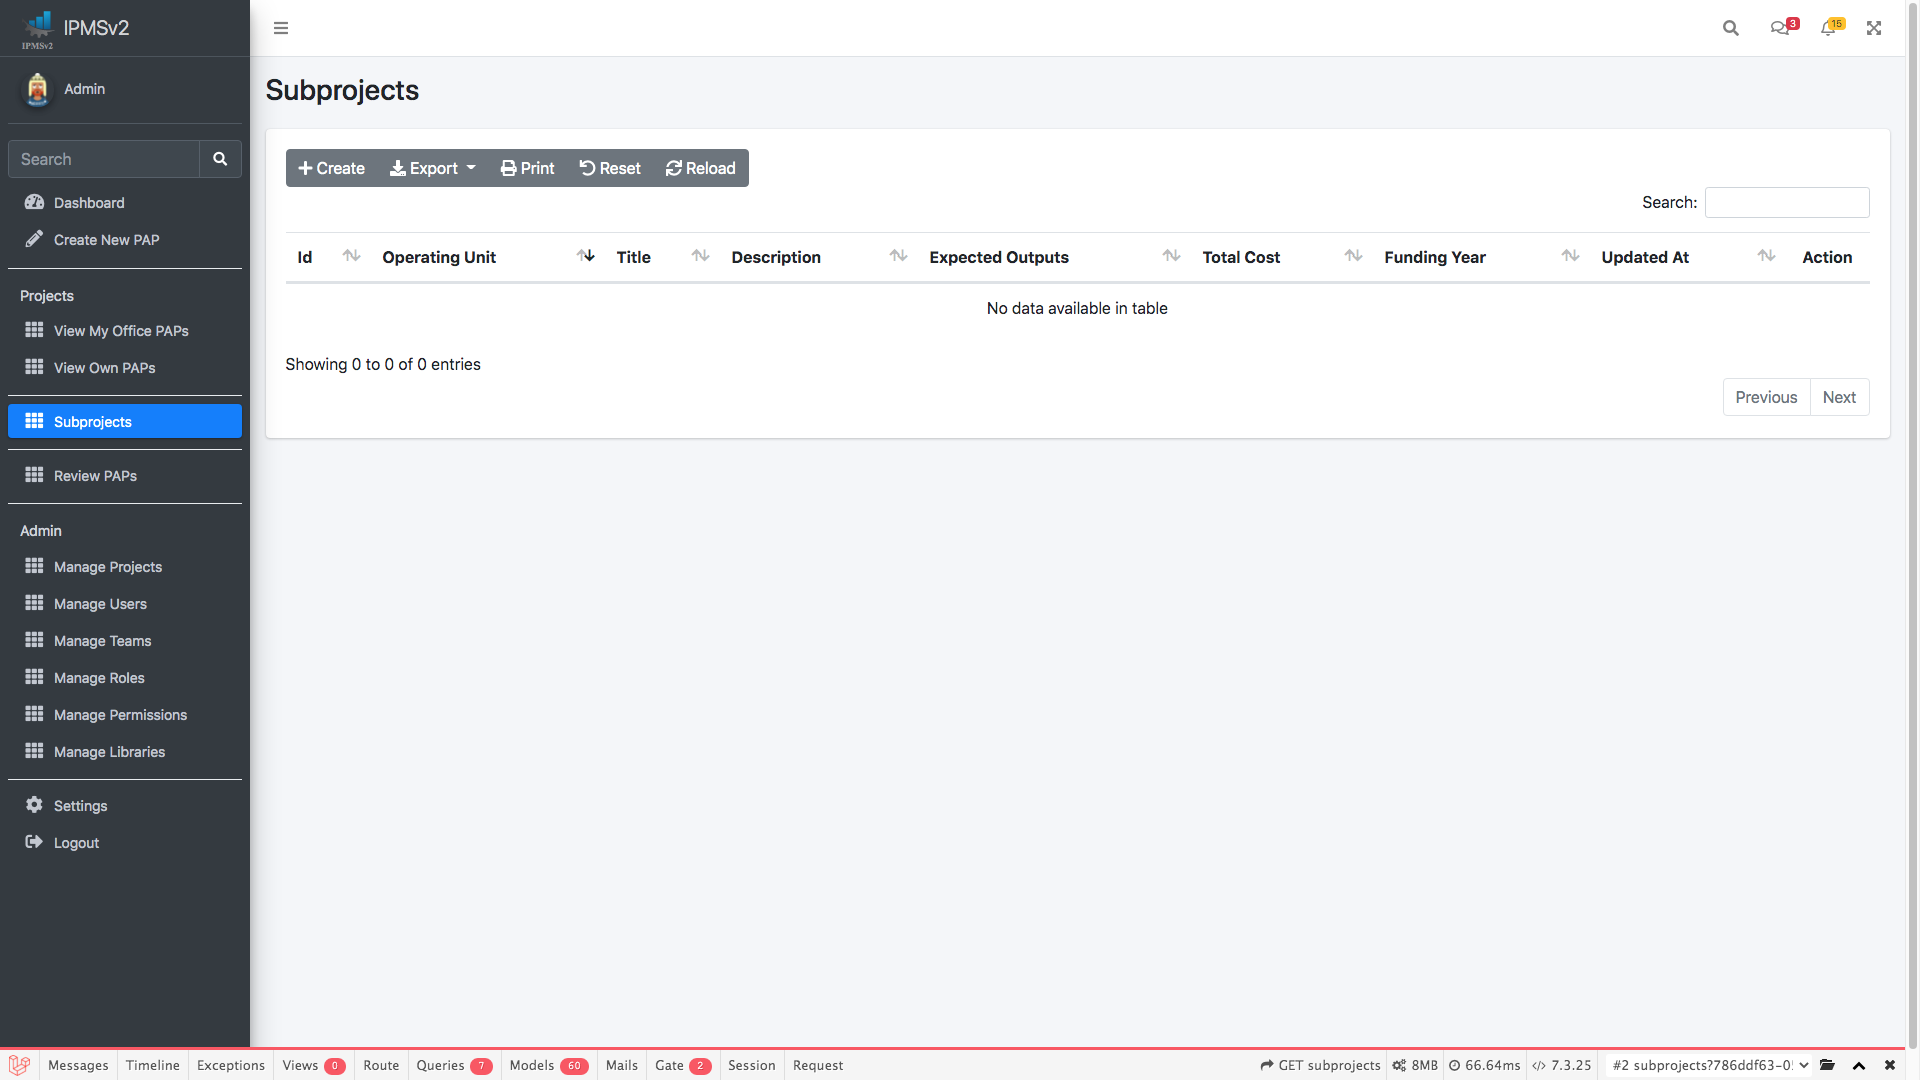 IPMSv2
IPMSv2
3
15
Admin
Subprojects
Search
Create Export Print Reset Reload
Search:
Dashboard
Create New PAP
Id Operating Unit Title Description Expected Outputs Total Cost Funding Year Updated At Action
No data available in table
Showing 0 to 0 of 0 entries
Previous Next
Projects
View My Office PAPs
View Own PAPs
Subprojects
Review PAPs
Admin
Manage Projects
Manage Users
Manage Teams
Manage Roles
Manage Permissions
Manage Libraries
Settings
Logout
Messages Timeline Exceptions Views 0 Route Queries 7 Models 60 Mails Gate 2 Session Request GET subprojects 8MB 66.64ms 7.3.25 #2 subprojects?786ddf63-0